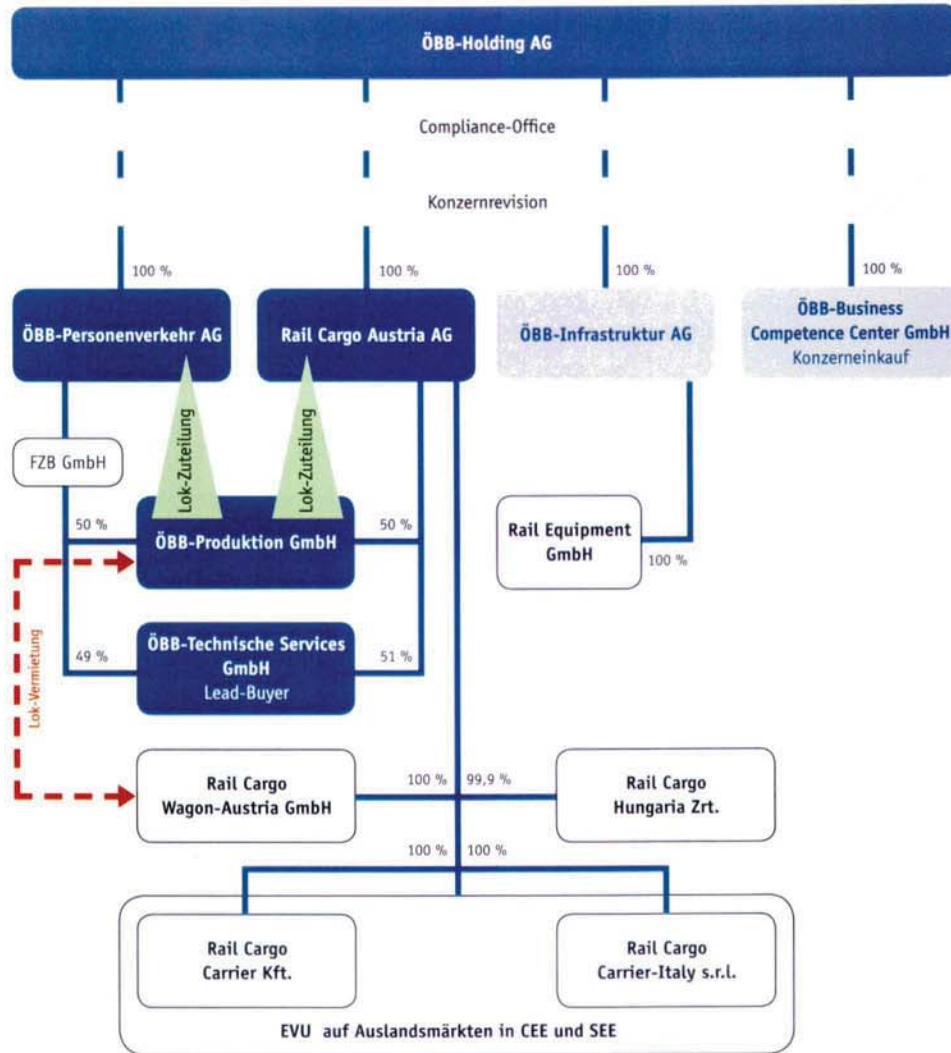 ÖBB-Holding AG
Compliance-Office
Konzernrevision
100 %
100 %
100 %
100 %
ÖBB-Personenverkehr AG
Rail Cargo Austria AG
ÖBB-Infrastruktur AG
ÖBB-Business
Competence Center GmbH
Konzerneinkauf
Lok-Zuteilung
Lok-Zuteilung
FZB GmbH
50 %
50 %
ÖBB-Produktion GmbH
Rail Equipment
GmbH
100 %
Lok-Vermietung
49 %
51 %
ÖBB-Technische Services
GmbH
Lead-Buyer
Rail Cargo
Wagon-Austria GmbH
100 %
99,9 %
Rail Cargo
Hungaria Zrt.
100 %
100 %
Rail Cargo
Carrier Kft.
Rail Cargo
Carrier-Italy s.r.l.
EVU auf Auslandsmärkten in CEE und SEE